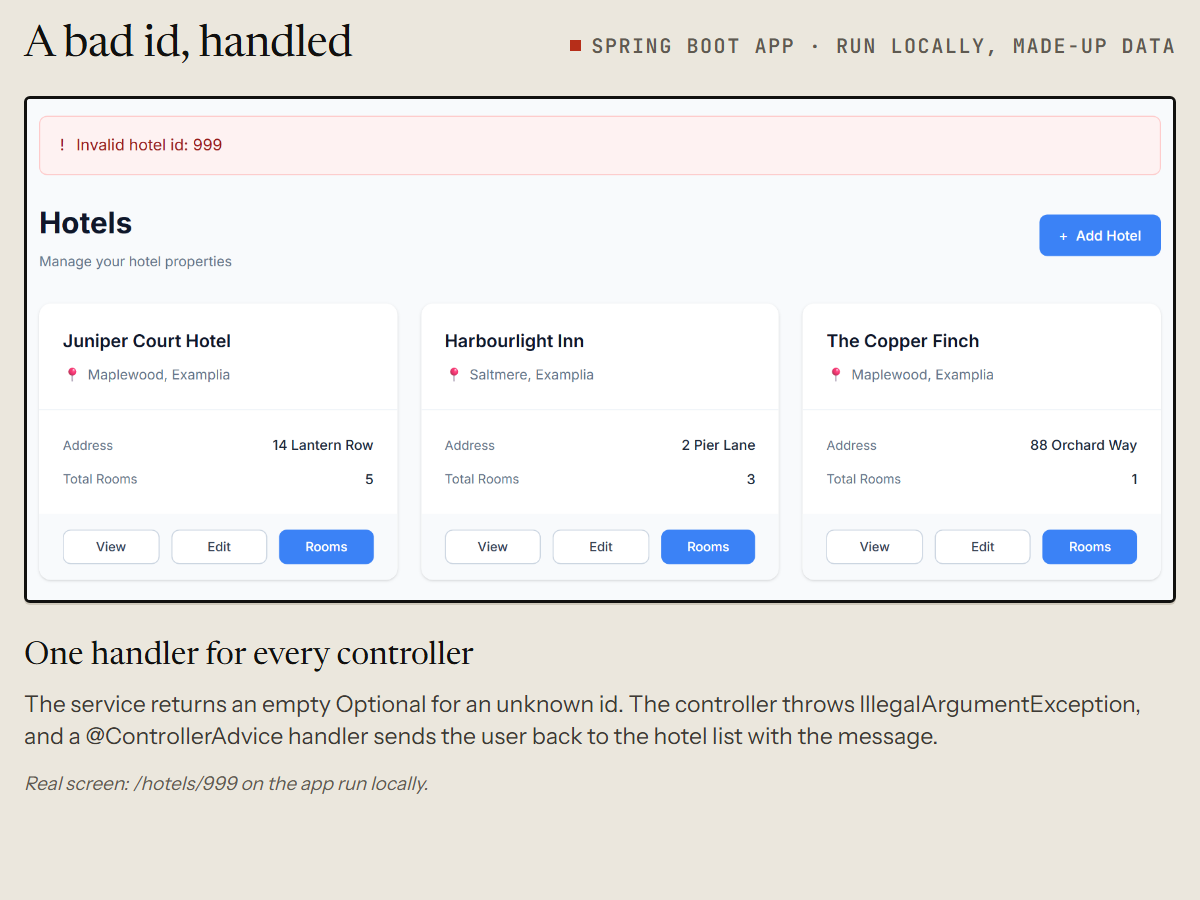 A bad id, handled
SPRING BOOT APP · RUN LOCALLY, MADE-UP DATA
! Invalid hotel id: 999
Hotels
Manage your hotel properties
+ Add Hotel
Juniper Court Hotel
Maplewood, Examplia
Address 14 Lantern Row
Total Rooms 5
View Edit Rooms
Harbourlight Inn
Saltmere, Examplia
Address 2 Pier Lane
Total Rooms 3
View Edit Rooms
The Copper Finch
Maplewood, Examplia
Address 88 Orchard Way
Total Rooms 1
View Edit Rooms
One handler for every controller
The service returns an empty Optional for an unknown id. The controller throws IllegalArgumentException,
and a @ControllerAdvice handler sends the user back to the hotel list with the message.
Real screen: /hotels/999 on the app run locally.